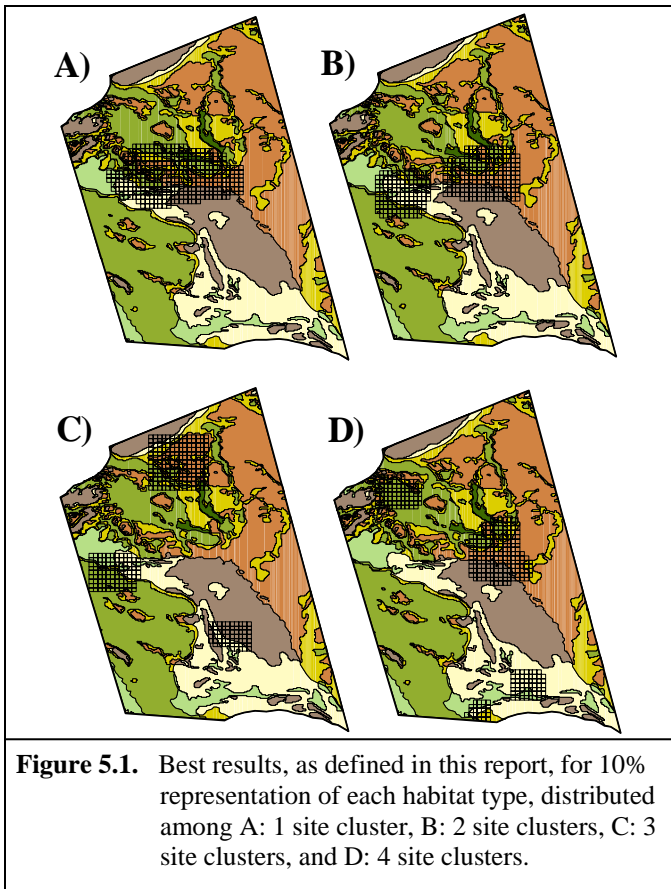 A)
B)
C)
D)
Figure 5.1. Best results, as defined in this report, for 10%
representation of each habitat type, distributed
among A: 1 site cluster, B: 2 site clusters, C: 3
site clusters, and D: 4 site clusters.